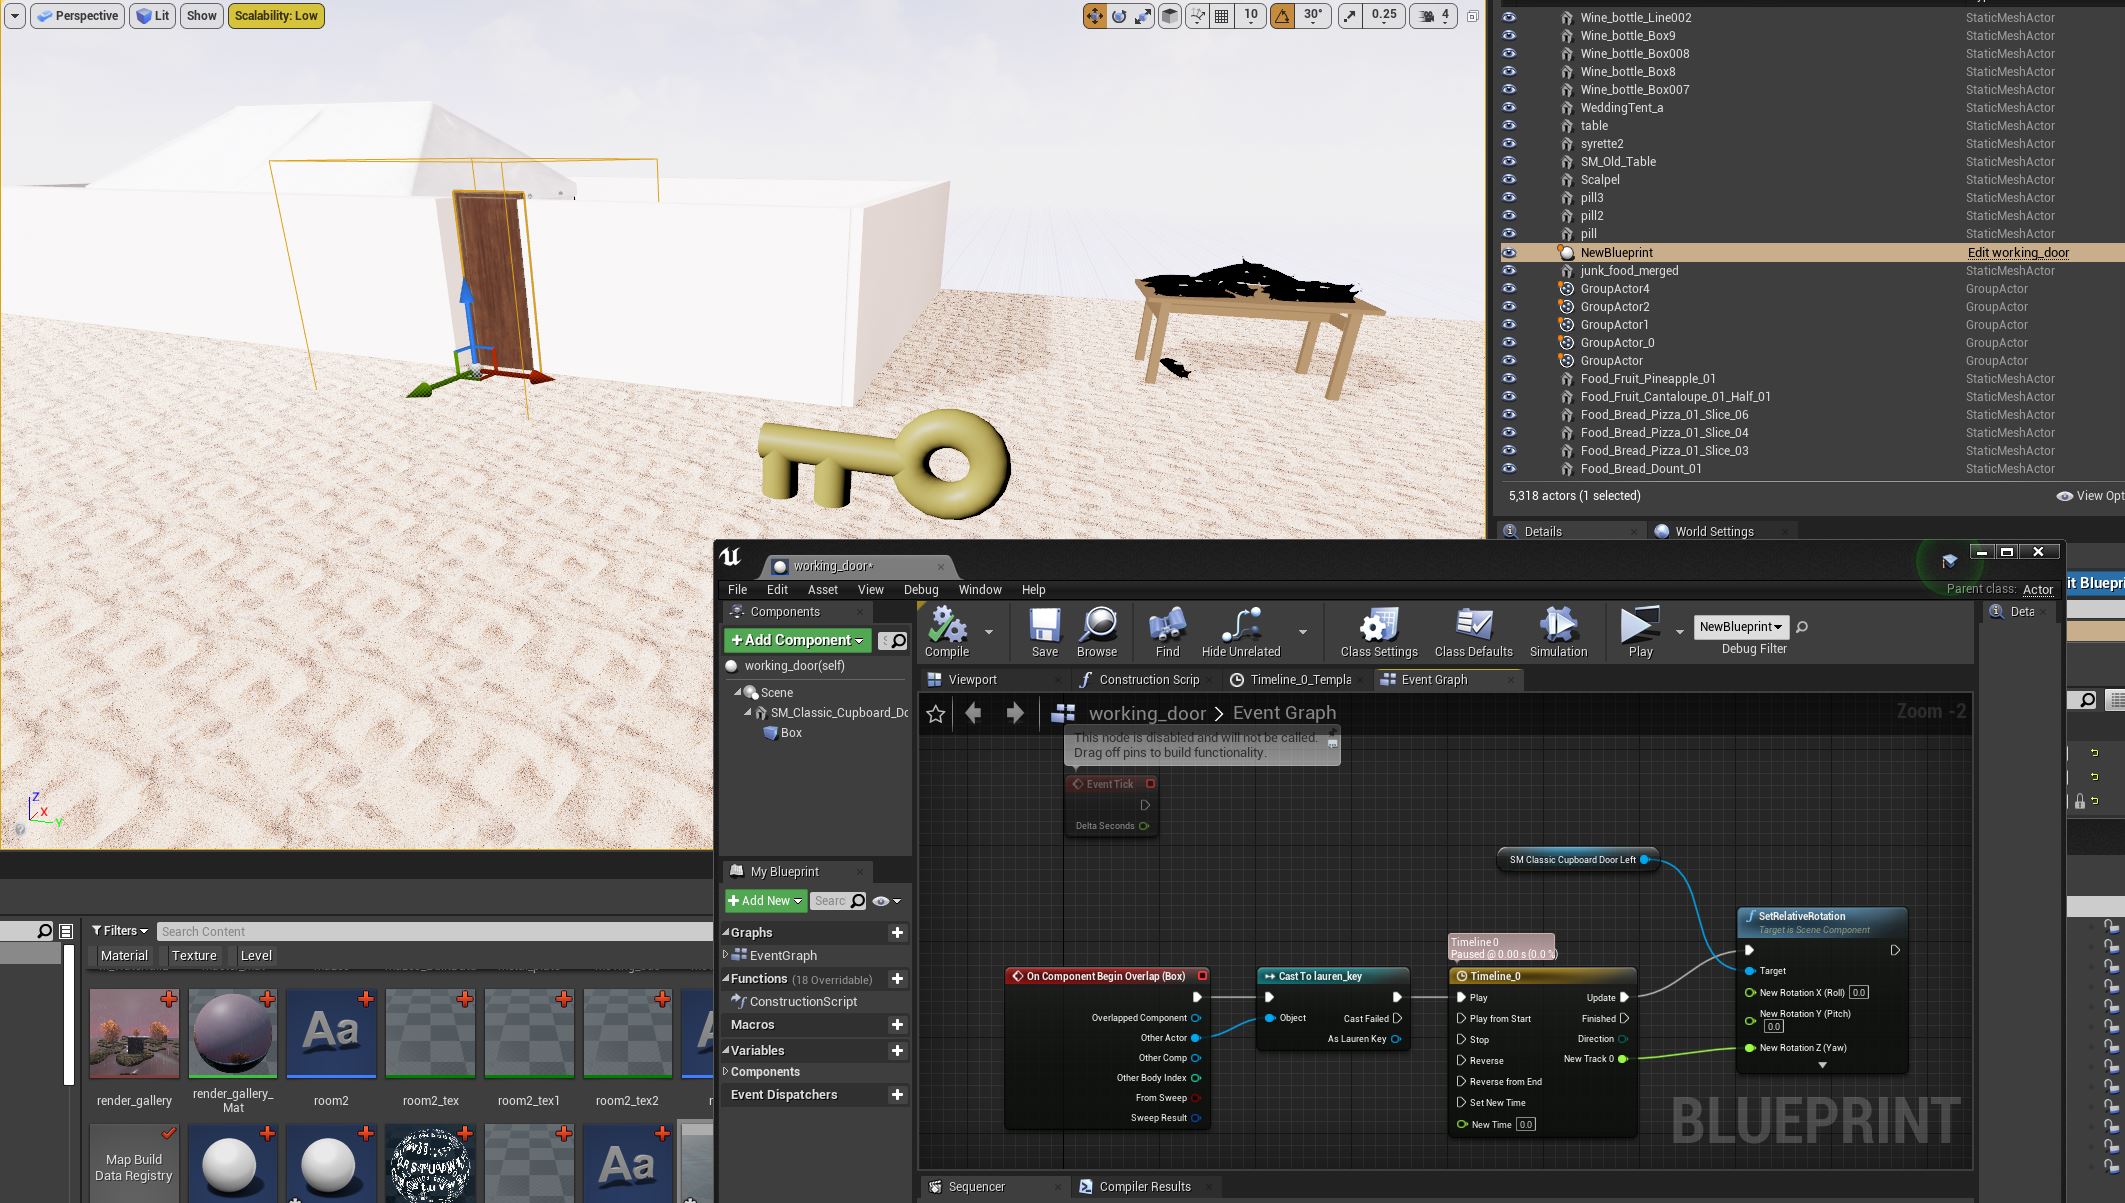 Perspective
Lit
Show
Scalability: Low
10
30°
0.25
4
Wine_bottle_Line002 StaticMeshActor
Wine_bottle_Box9 StaticMeshActor
Wine_bottle_Box008 StaticMeshActor
Wine_bottle_Box8 StaticMeshActor
Wine_bottle_Box007 StaticMeshActor
WeddingTent_a StaticMeshActor
table StaticMeshActor
syrette2 StaticMeshActor
SM_Old_Table StaticMeshActor
Scalpel StaticMeshActor
pill3 StaticMeshActor
pill2 StaticMeshActor
pill StaticMeshActor
NewBlueprint Edit working_door
junk_food_merged StaticMeshActor
GroupActor4 GroupActor
GroupActor2 GroupActor
GroupActor1 GroupActor
GroupActor_0 GroupActor
GroupActor GroupActor
Food_Fruit_Pineapple_01 StaticMeshActor
Food_Fruit_Cantaloupe_01_Half_01 StaticMeshActor
Food_Bread_Pizza_01_Slice_06 StaticMeshActor
Food_Bread_Pizza_01_Slice_04 StaticMeshActor
Food_Bread_Pizza_01_Slice_03 StaticMeshActor
Food_Bread_Dount_01 StaticMeshActor
5,318 actors (1 selected)
View Opt
Details
World Settings
working_door*
File Edit Asset View Debug Window Help
Parent class: Actor
it Blueprin
Components
Add Component
working_door(self)
Scene
SM_Classic_Cupboard_Do
Box
Compile
Save
Browse
Find
Hide Unrelated
Class Settings
Class Defaults
Simulation
Play
NewBlueprint
Debug Filter
Deta
Viewport
Construction Scrip
Timeline_0_Templa
Event Graph
working_door > Event Graph
Zoom -2
This node is disabled and will not be called.
Drag off pins to build functionality.
Event Tick
Delta Seconds
SM Classic Cupboard Door Left
SetRelativeRotation
Target is Scene Component
Target
New Rotation X (Roll) 0.0
New Rotation Y (Pitch)
0.0
New Rotation Z (Yaw)
Timeline 0
Paused @ 0.00 s (0.0 %)
On Component Begin Overlap (Box)
Overlapped Component
Other Actor
Other Comp
Other Body Index
From Sweep
Sweep Result
Cast To lauren_key
Object
Cast Failed
As Lauren Key
Timeline_0
Play Update
Play from Start Finished
Stop Direction
Reverse New Track 0
Reverse from End
Set New Time
New Time 0.0
BLUEPRINT
My Blueprint
Add New
Searc
Graphs
EventGraph
Functions (18 Overridable)
ConstructionScript
Macros
Variables
Components
Event Dispatchers
Sequencer
Compiler Results
Filters
Search Content
Material
Texture
Level
Aa
Aa
render_gallery
render_gallery_
Mat
room2
room2_tex
room2_tex1
room2_tex2
Map Build
Data Registry
Aa
Z
X
Y